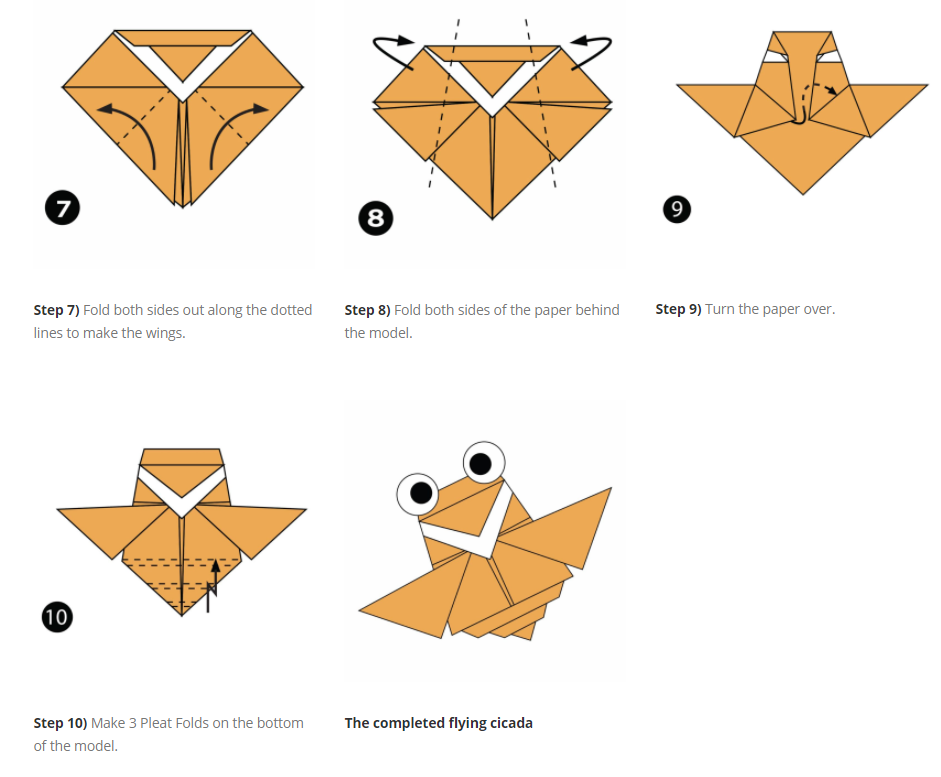 7
8
9
Step 7) Fold both sides out along the dotted
lines to make the wings.
Step 8) Fold both sides of the paper behind
the model.
Step 9) Turn the paper over.
10
Step 10) Make 3 Pleat Folds on the bottom
of the model.
The completed flying cicada